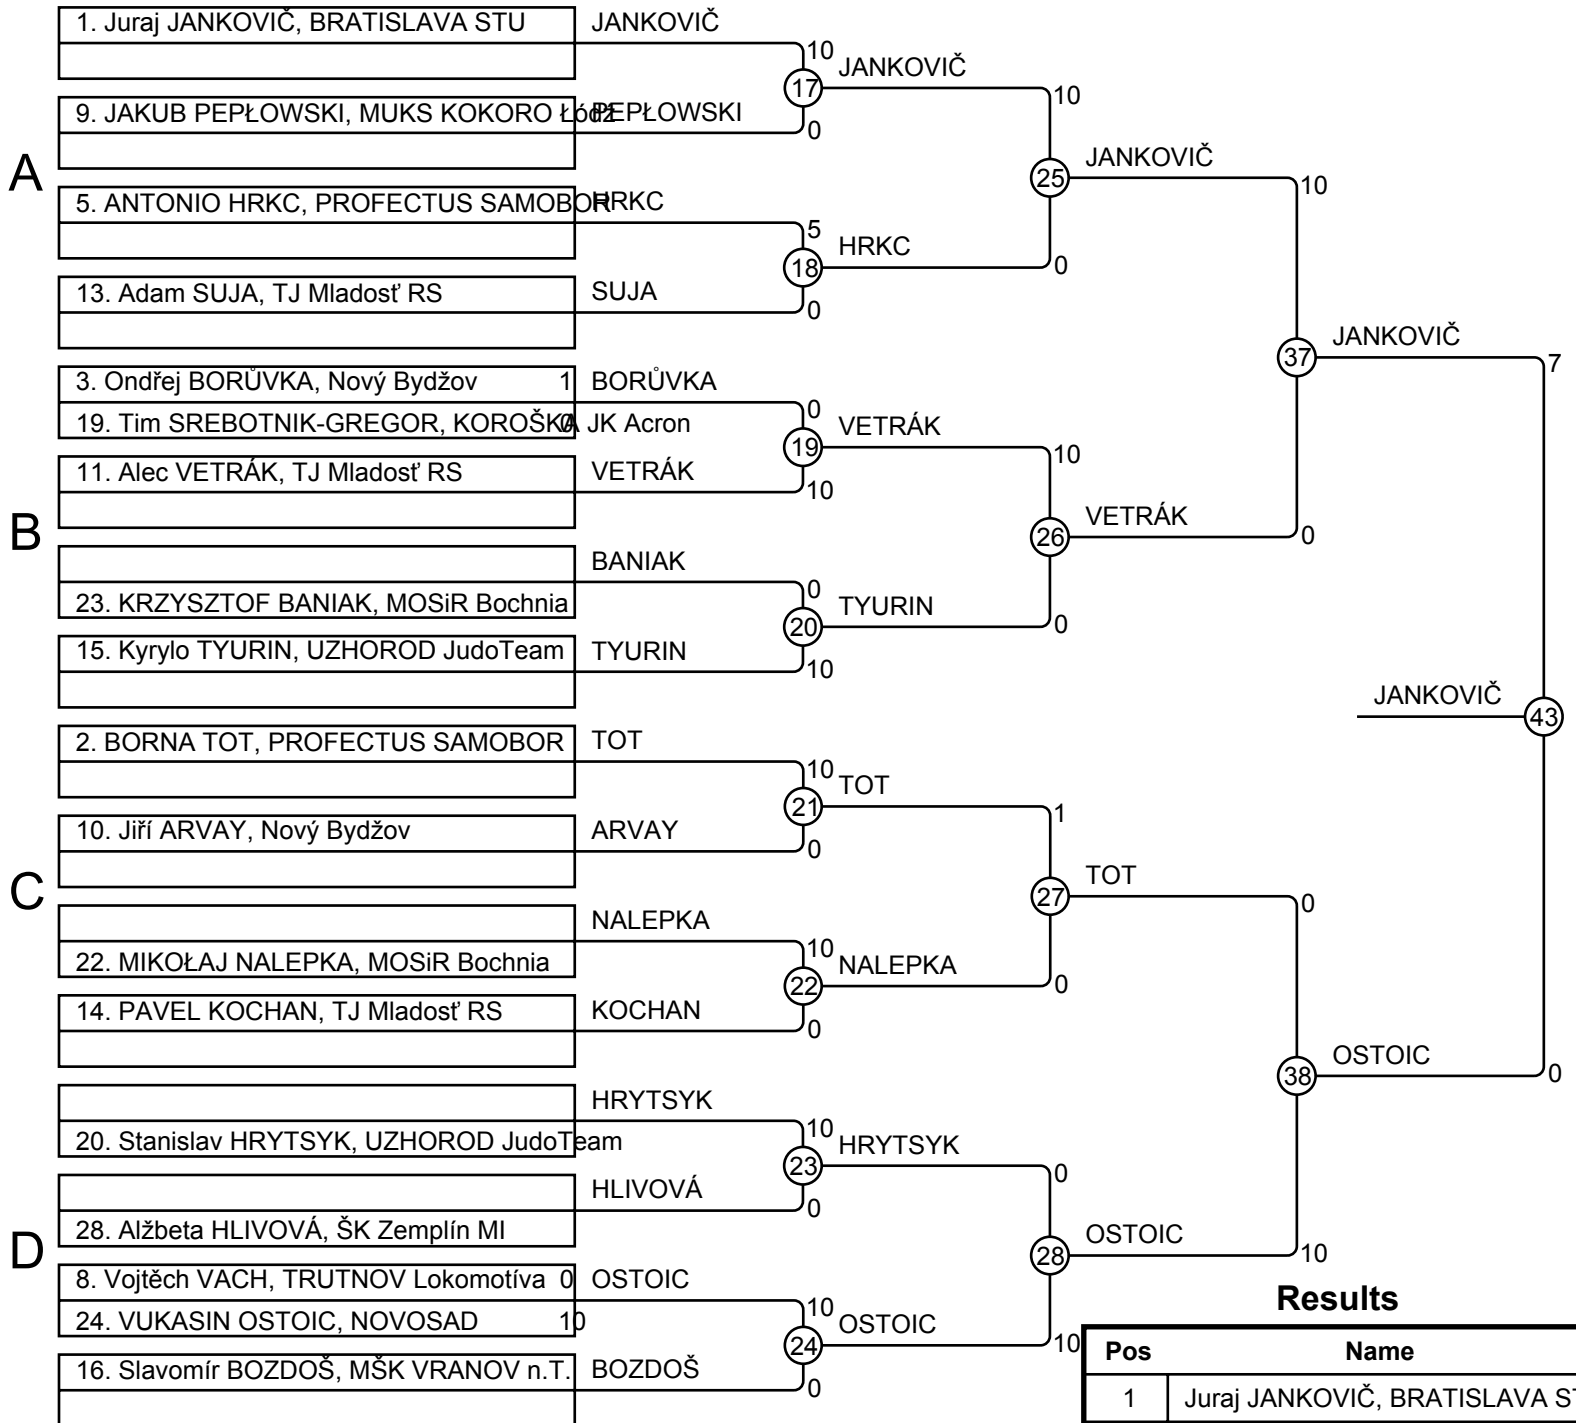 1. Juraj JANKOVIČ, BRATISLAVA STU JANKOVIČ
10
17 JANKOVIČ
10
9. JAKUB PEPŁOWSKI, MUKS KOKORO Łódź PEPŁOWSKI
0
A
25 JANKOVIČ
10
5. ANTONIO HRKC, PROFECTUS SAMOBOR HRKC
5
18 HRKC
0
13. Adam SUJA, TJ Mladosť RS SUJA
0
37 JANKOVIČ
7
3. Ondřej BORŮVKA, Nový Bydžov 1 BORŮVKA
0
19. Tim SREBOTNIK-GREGOR, KOROŠKA JK Acron 0
19 VETRÁK
10
11. Alec VETRÁK, TJ Mladosť RS VETRÁK
10
B
26 VETRÁK
0
BANIAK
0
23. KRZYSZTOF BANIAK, MOSiR Bochnia
20 TYURIN
0
15. Kyrylo TYURIN, UZHOROD JudoTeam TYURIN
10
JANKOVIČ
43
2. BORNA TOT, PROFECTUS SAMOBOR TOT
10
21 TOT
1
10. Jiří ARVAY, Nový Bydžov ARVAY
0
C
27 TOT
0
NALEPKA
10
22. MIKOŁAJ NALEPKA, MOSiR Bochnia
22 NALEPKA
0
14. PAVEL KOCHAN, TJ Mladosť RS KOCHAN
0
38 OSTOIC
0
HRYTSYK
10
20. Stanislav HRYTSYK, UZHOROD JudoTeam
23 HRYTSYK
0
HLIVOVÁ
0
28. Alžbeta HLIVOVÁ, ŠK Zemplín MI
D
28 OSTOIC
10
8. Vojtěch VACH, TRUTNOV Lokomotíva 0 OSTOIC
10
24. VUKASIN OSTOIC, NOVOSAD 10
24 OSTOIC
10
16. Slavomír BOZDOŠ, MŠK VRANOV n.T. BOZDOŠ
0
Results
Pos Name
1 Juraj JANKOVIČ, BRATISLAVA